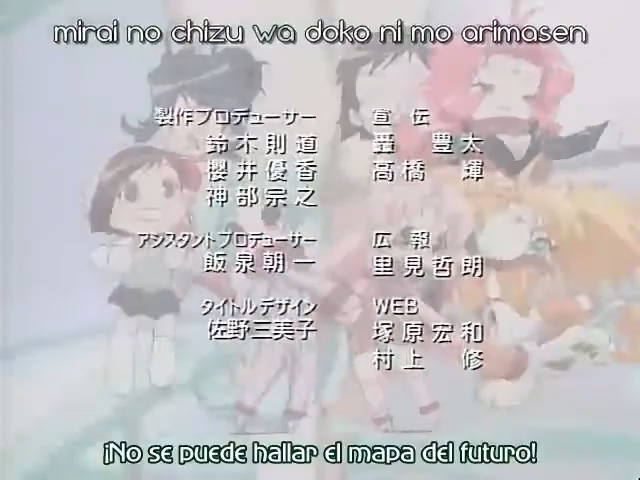 mirai no chizu wa doko ni mo arimasen
製作プロデューサー
鈴木則道
櫻井優香
神部宗之
アシスタントプロデューサー
飯泉朝一
タイトルデザイン
佐野三美子
宣 伝
轟 豊太
高橋 輝
広 報
里見哲朗
WEB
塚原宏和
村上 修
¡No se puede hallar el mapa del futuro!